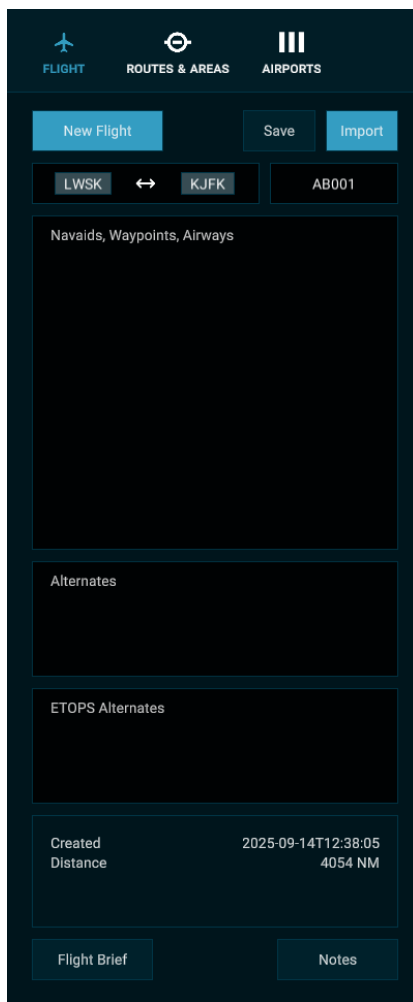 FLIGHT ROUTES & AREAS AIRPORTS
New Flight Save Import
LWSK ↔ KJFK AB001
Navaids, Waypoints, Airways
Alternates
ETOPS Alternates
Created 2025-09-14T12:38:05
Distance 4054 NM
Flight Brief Notes